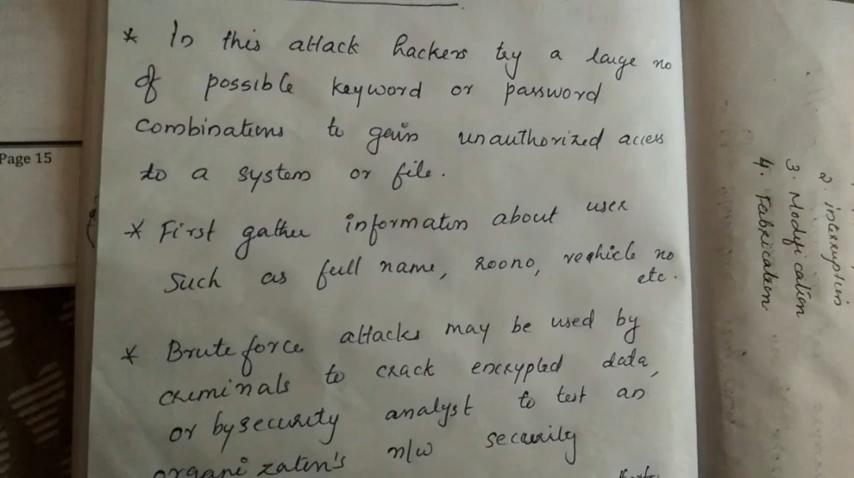 * In this attack hackers try a large no
of possible keyword or password
combinations to gain unauthorized access
to a system or file.
* First gather information about user
Such as full name, roono, vechicle no
etc.
* Brute force attacks may be used by
criminals to crack encrypted data,
or by security analyst to test an
organization's n/w security
Page 15
2. interruption
3. Modification
4. Fabrication